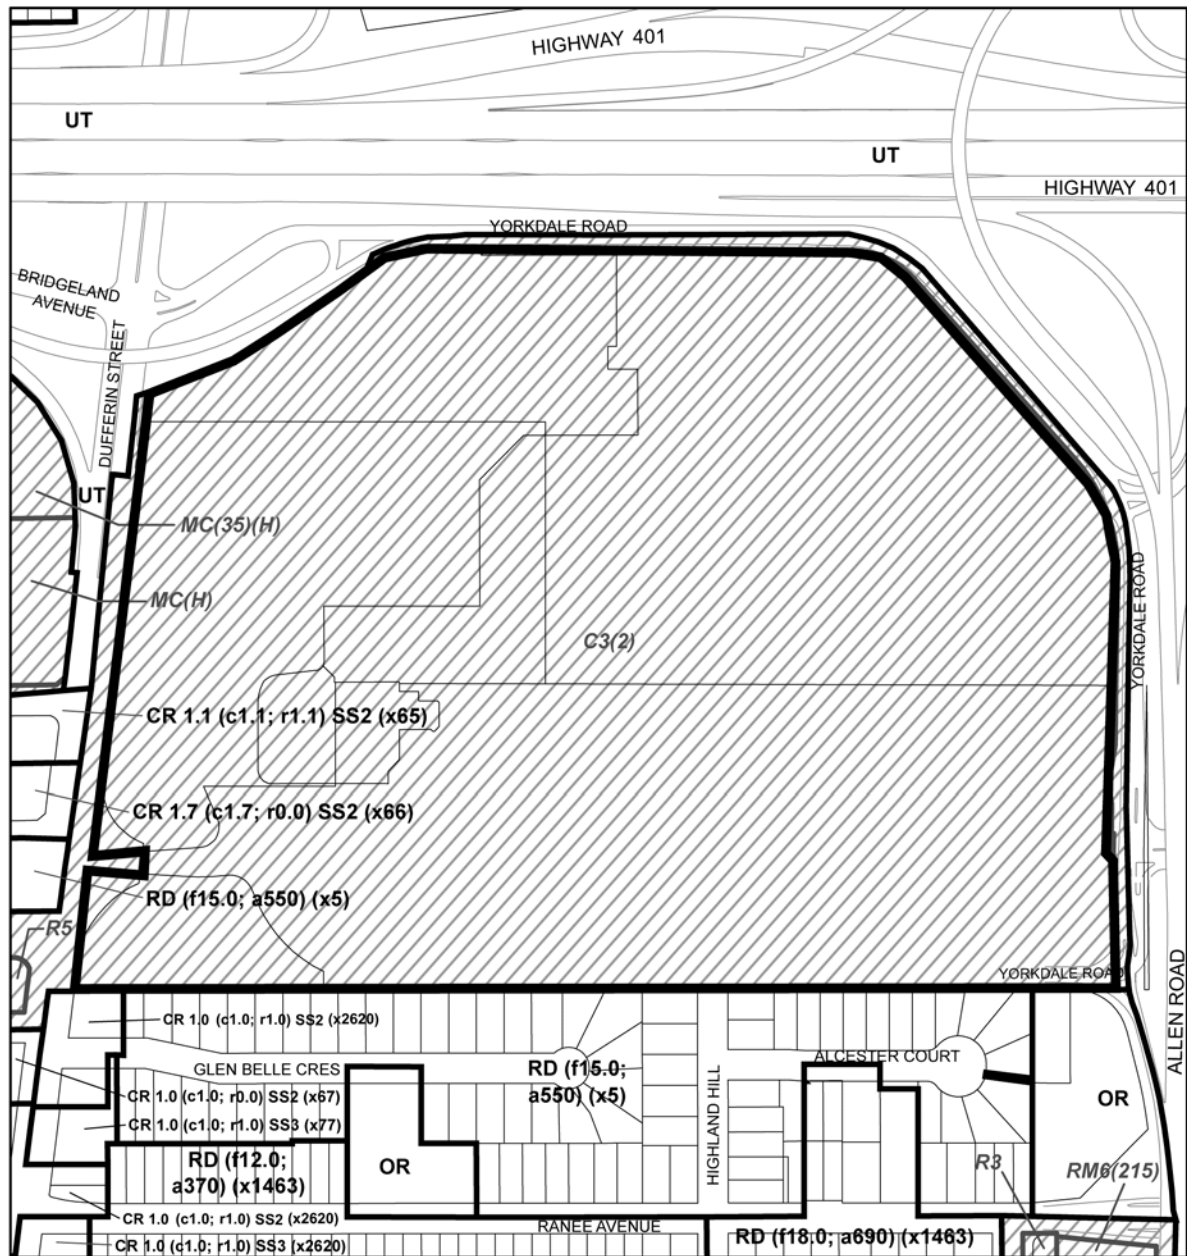 HIGHWAY 401
UT
UT
HIGHWAY 401
YORKDALE ROAD
BRIDGELAND
AVENUE
DUFFERIN STREET
UT
MC(35)(H)
MC(H)
YORKDALE ROAD
C3(2)
CR 1.1 (c1.1; r1.1) SS2 (x65)
CR 1.7 (c1.7; r0.0) SS2 (x66)
RD (f15.0; a550) (x5)
R5
YORKDALE ROAD
ALLEN ROAD
CR 1.0 (c1.0; r1.0) SS2 (x2620)
GLEN BELLE CRES
RD (f15.0;
a550) (x5)
HIGHLAND HILL
ALCESTER COURT
OR
CR 1.0 (c1.0; r0.0) SS2 (x67)
CR 1.0 (c1.0; r1.0) SS3 (x77)
RD (f12.0;
a370) (x1463)
OR
R3
RM6(215)
CR 1.0 (c1.0; r1.0) SS2 (x2620)
RANEE AVENUE
CR 1.0 (c1.0; r1.0) SS3 (x2620)
RD (f18.0; a690) (x1463)